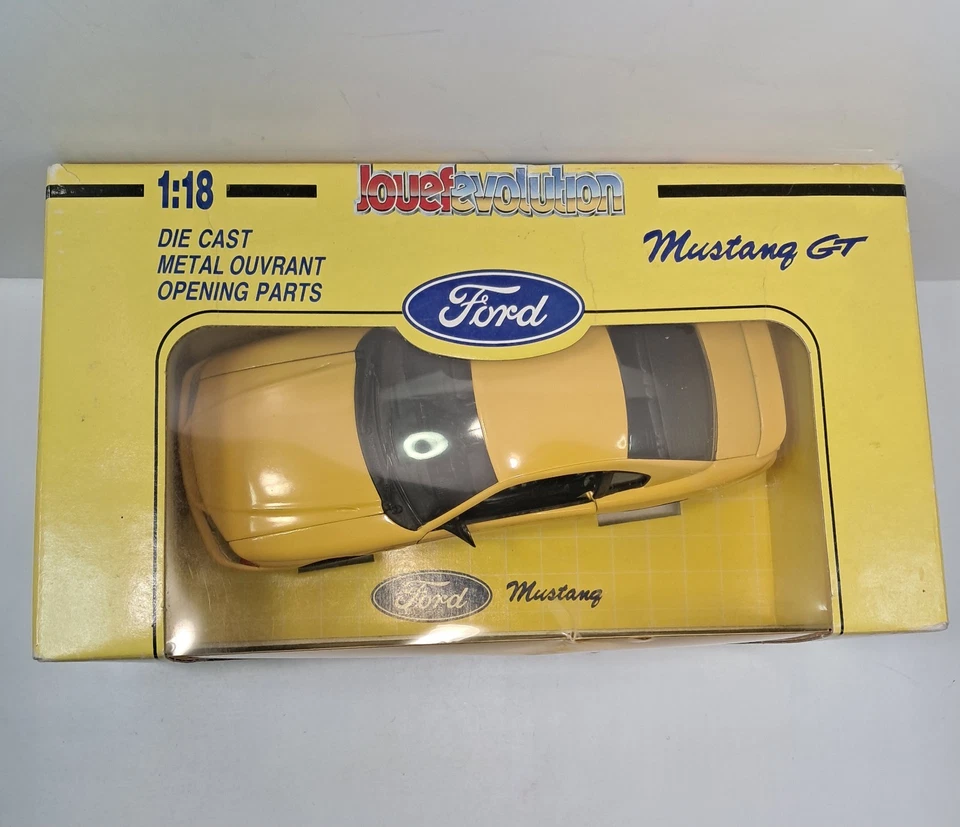 1:18
Jouefevolution
DIE CAST
METAL OUVRANT
OPENING PARTS
Mustang GT
Ford
Ford
Mustang